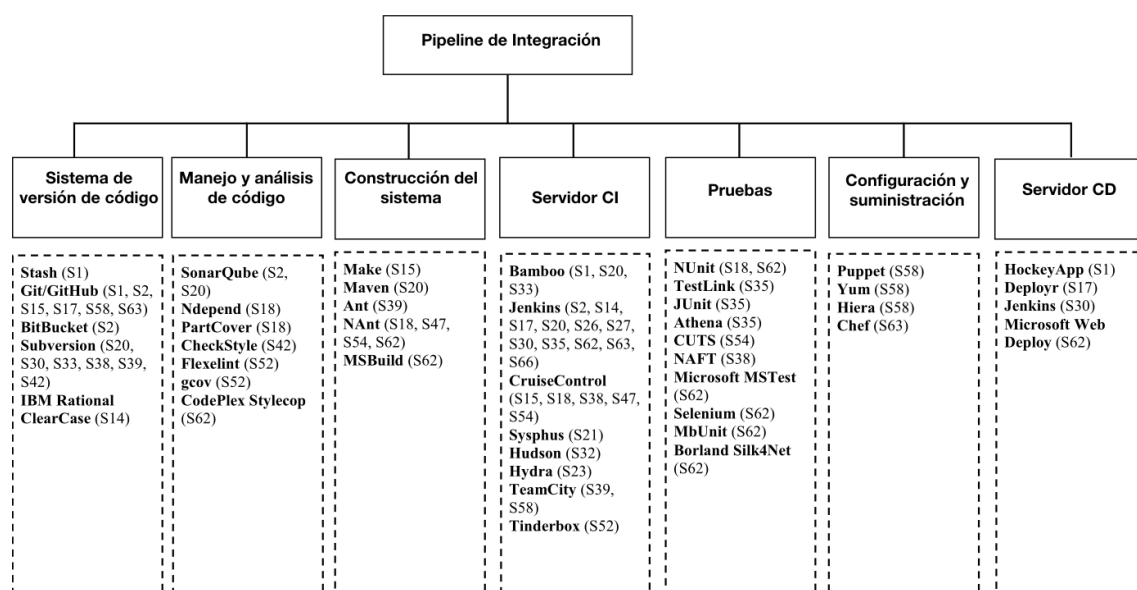 Pipeline de Integración
Sistema de
versión de código
Stash (S1)
Git/GitHub (S1, S2,
S15, S17, S58, S63)
BitBucket (S2)
Subversion (S20,
S30, S33, S38, S39,
S42)
IBM Rational
ClearCase (S14)
Manejo y análisis
de código
SonarQube (S2,
S20)
Ndepend (S18)
PartCover (S18)
CheckStyle (S42)
Flexelint (S52)
gcov (S52)
CodePlex Stylecop
(S62)
Construcción del
sistema
Make (S15)
Maven (S20)
Ant (S39)
NAnt (S18, S47,
S54, S62)
MSBuild (S62)
Servidor CI
Bamboo (S1, S20,
S33)
Jenkins (S2, S14,
S17, S20, S26, S27,
S30, S35, S62, S63,
S66)
CruiseControl
(S15, S18, S38, S47,
S54)
Sysphus (S21)
Hudson (S32)
Hydra (S23)
TeamCity (S39,
S58)
Tinderbox (S52)
Pruebas
NUnit (S18, S62)
TestLink (S35)
JUnit (S35)
Athena (S35)
CUTS (S54)
NAFT (S38)
Microsoft MSTest
(S62)
Selenium (S62)
MbUnit (S62)
Borland Silk4Net
(S62)
Configuración y
suministración
Puppet (S58)
Yum (S58)
Hiera (S58)
Chef (S63)
Servidor CD
HockeyApp (S1)
Deployr (S17)
Jenkins (S30)
Microsoft Web
Deploy (S62)